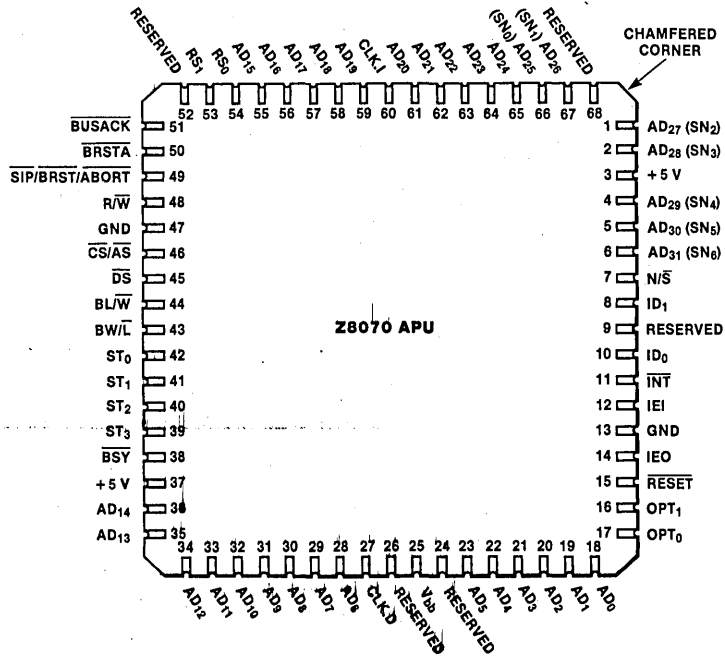 RESERVED
RS₁
RS₀
AD₁₅
AD₁₆
AD₁₇
AD₁₈
AD₁₉
CLK.I
AD₂₀
AD₂₁
AD₂₂
AD₂₃
AD₂₄
(SN₀) AD₂₅
(SN₁) AD₂₆
RESERVED
CHAMFERED
CORNER
52 53 54 55 56 57 58 59 60 61 62 63 64 65 66 67 68
BUSACK 51
BRSTA 50
SIP/BRST/ABORT 49
R/W 48
GND 47
CS/AS 46
DS 45
BL/W 44
BW/L 43
ST₀ 42
ST₁ 41
ST₂ 40
ST₃ 39
BSY 38
+5 V 37
AD₁₄ 36
AD₁₃ 35
Z8070 APU
1 AD₂₇ (SN₂)
2 AD₂₈ (SN₃)
3 +5 V
4 AD₂₉ (SN₄)
5 AD₃₀ (SN₅)
6 AD₃₁ (SN₆)
7 N/S
8 ID₁
9 RESERVED
10 ID₀
11 INT
12 IEI
13 GND
14 IEO
15 RESET
16 OPT₁
17 OPT₀
34 33 32 31 30 29 28 27 26 25 24 23 22 21 20 19 18
AD₁₂
AD₁₁
AD₁₀
AD₉
AD₈
AD₇
AD₆
CLK.D
RESERVED
Vbb
RESERVED
AD₅
AD₄
AD₃
AD₂
AD₁
AD₀